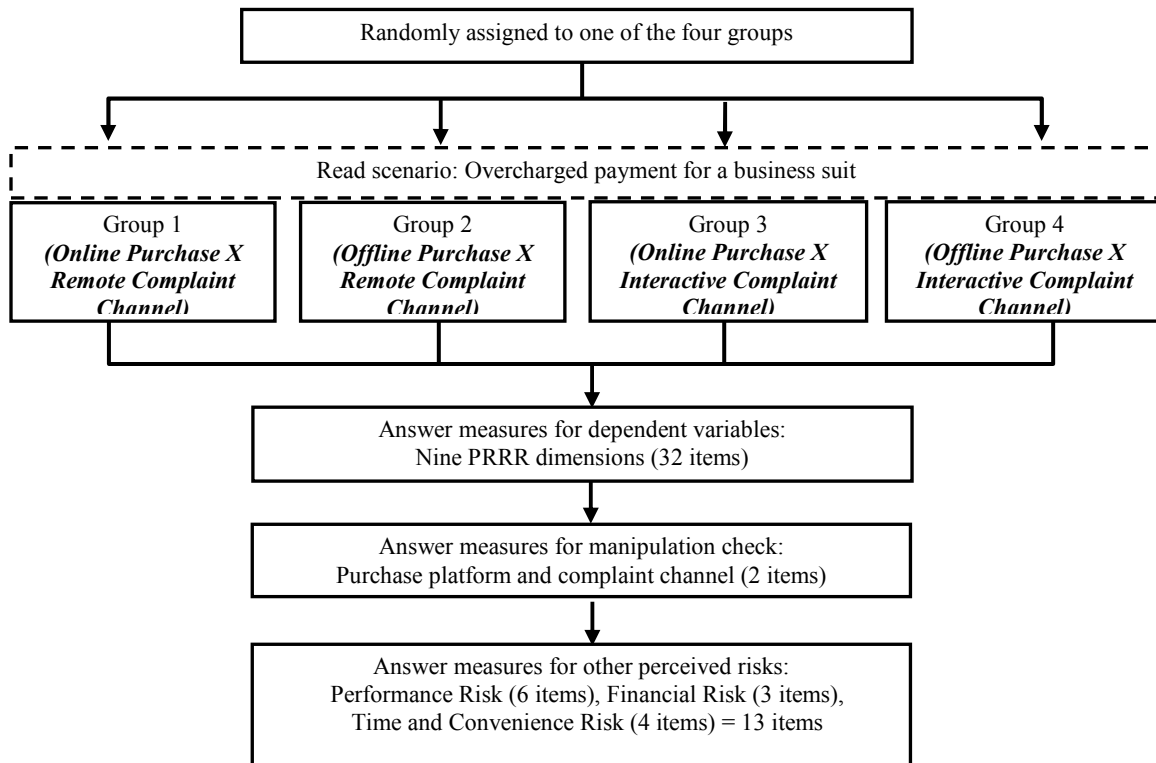 Randomly assigned to one of the four groups
Read scenario: Overcharged payment for a business suit
Group 1
(Online Purchase X
Remote Complaint
Channel)
Group 2
(Offline Purchase X
Remote Complaint
Channel)
Group 3
(Online Purchase X
Interactive Complaint
Channel)
Group 4
(Offline Purchase X
Interactive Complaint
Channel)
Answer measures for dependent variables:
Nine PRRR dimensions (32 items)
Answer measures for manipulation check:
Purchase platform and complaint channel (2 items)
Answer measures for other perceived risks:
Performance Risk (6 items), Financial Risk (3 items),
Time and Convenience Risk (4 items) = 13 items